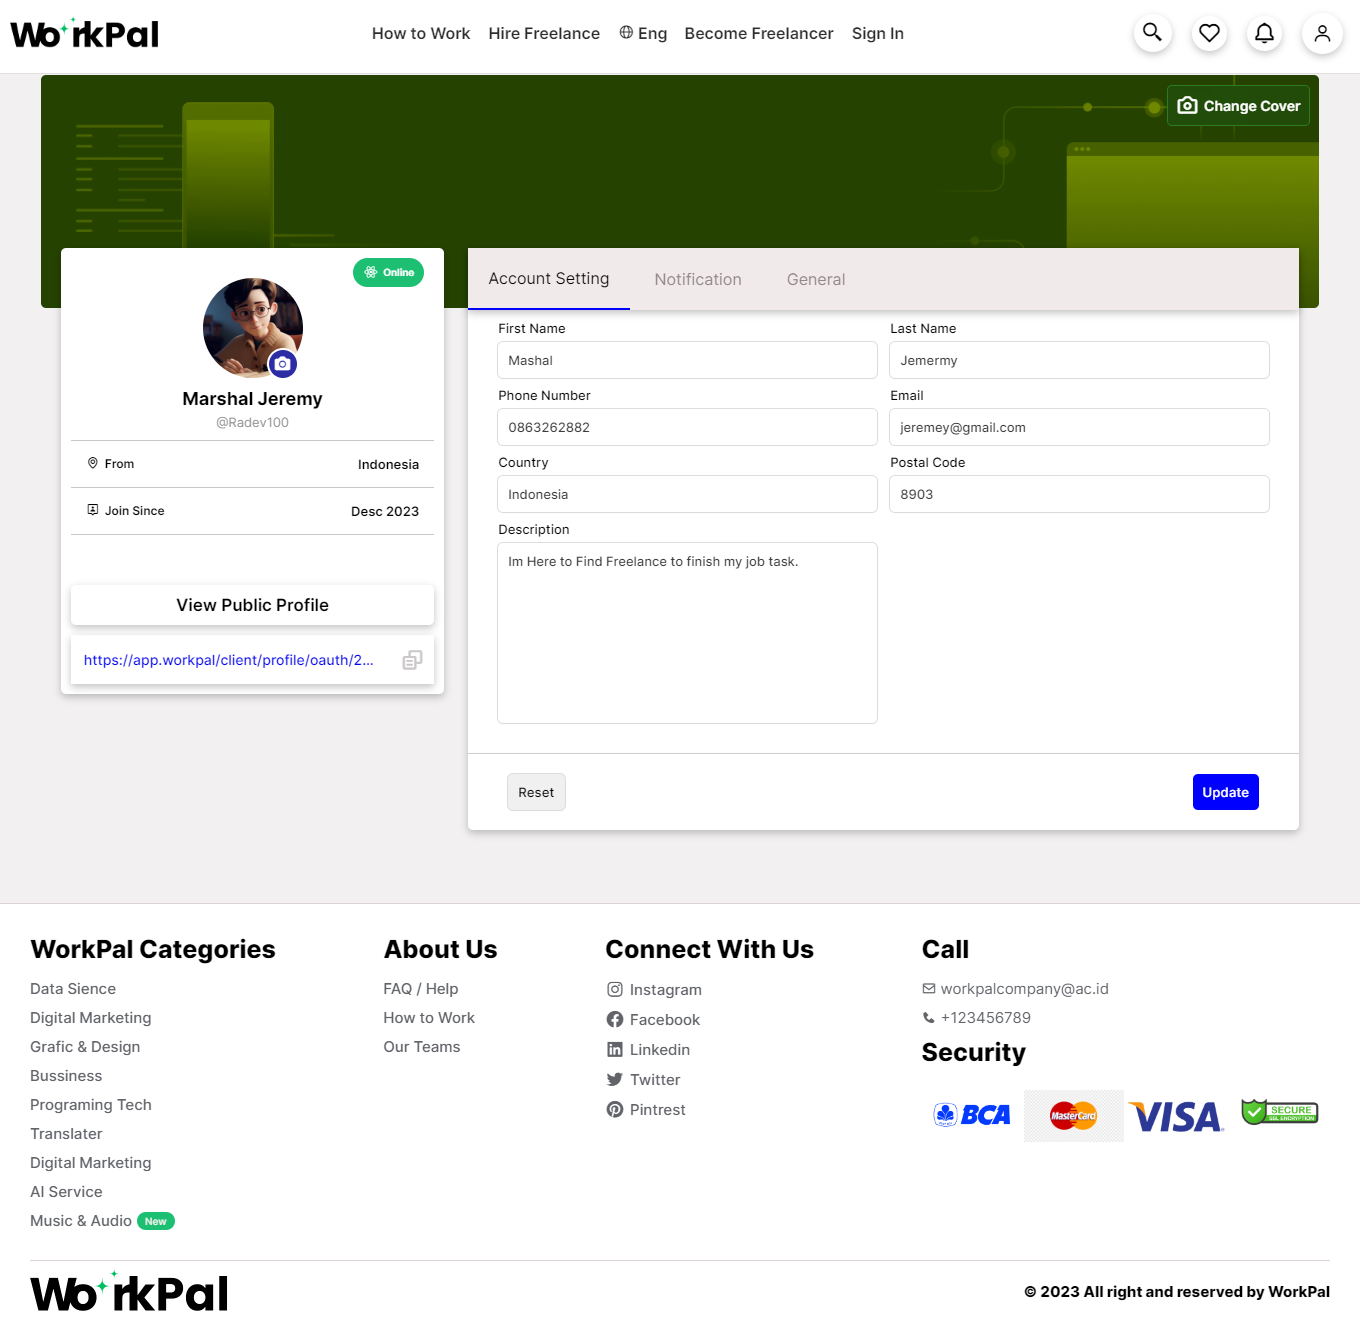 WorkPal
How to Work
Hire Freelance
Eng
Become Freelancer
Sign In
Change Cover
Online
Marshal Jeremy
@Radev100
From
Indonesia
Join Since
Desc 2023
View Public Profile
https://app.workpal/client/profile/oauth/2...
Account Setting
Notification
General
First Name
Last Name
Mashal
Jemermy
Phone Number
Email
0863262882
jeremey@gmail.com
Country
Postal Code
Indonesia
8903
Description
Im Here to Find Freelance to finish my job task.
Reset
Update
WorkPal Categories
Data Sience
Digital Marketing
Grafic & Design
Bussiness
Programing Tech
Translater
Digital Marketing
AI Service
Music & Audio New
About Us
FAQ / Help
How to Work
Our Teams
Connect With Us
Instagram
Facebook
Linkedin
Twitter
Pintrest
Call
workpalcompany@ac.id
+123456789
Security
BCA
MasterCard
VISA
SECURE
SSL ENCRYPTION
WorkPal
© 2023 All right and reserved by WorkPal